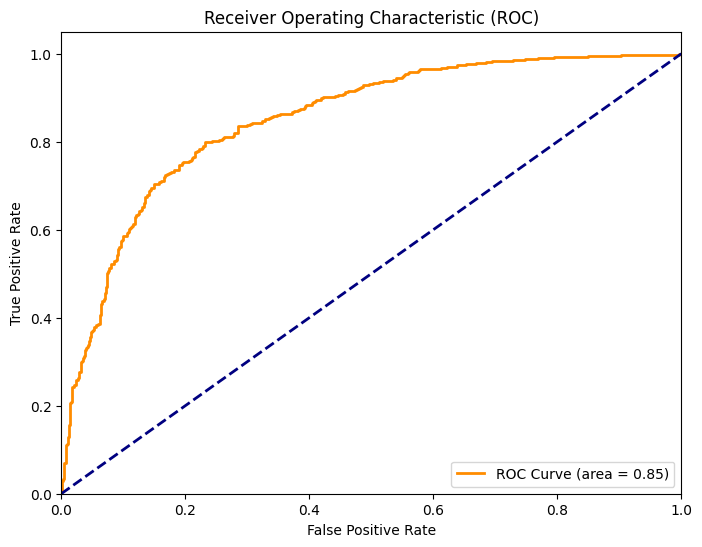 Receiver Operating Characteristic (ROC)
True Positive Rate
1.0
0.8
0.6
0.4
0.2
0.0
ROC Curve (area = 0.85)
0.0 0.2 0.4 0.6 0.8 1.0
False Positive Rate